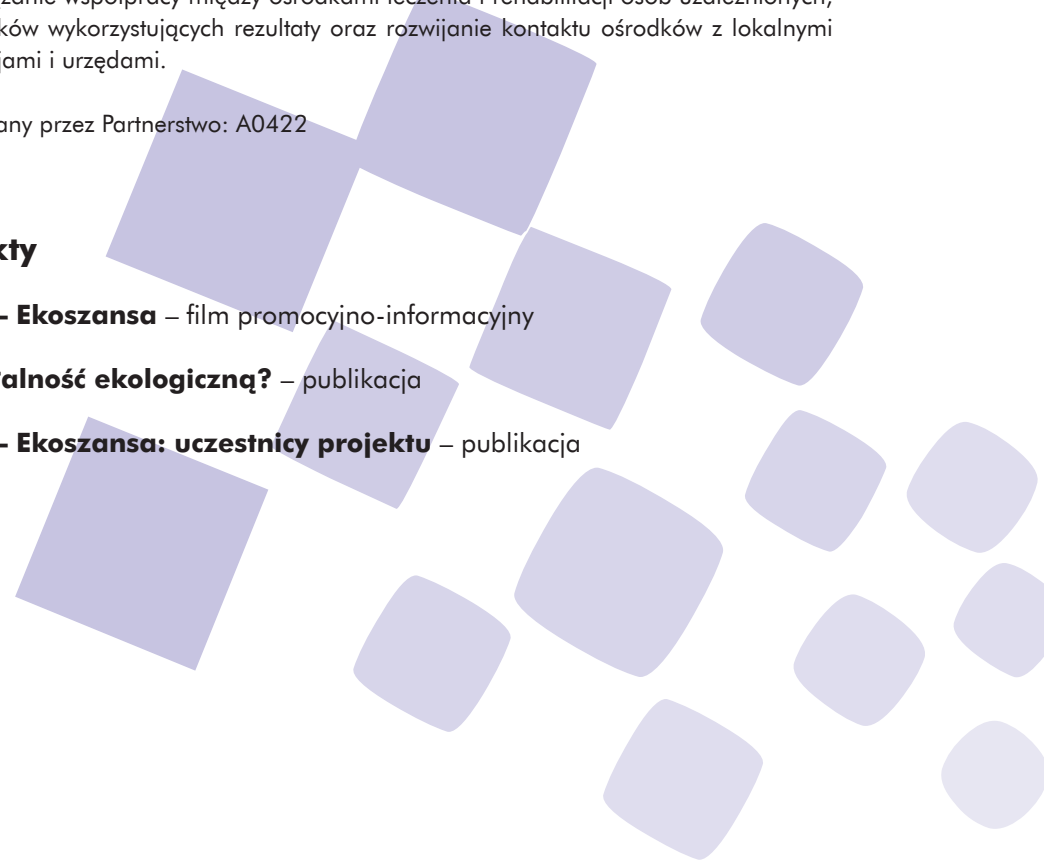 zanie współpracy między ośrodkami leczenia i rehabilitacji osób uzależnionych,
ków wykorzystujących rezultaty oraz rozwijanie kontaktu ośrodków z lokalnymi
jami i urzędami.
any przez Partnerstwo: A0422
kty
– Ekoszansa – film promocyjno-informacyjny
alność ekologiczną? – publikacja
– Ekoszansa: uczestnicy projektu – publikacja